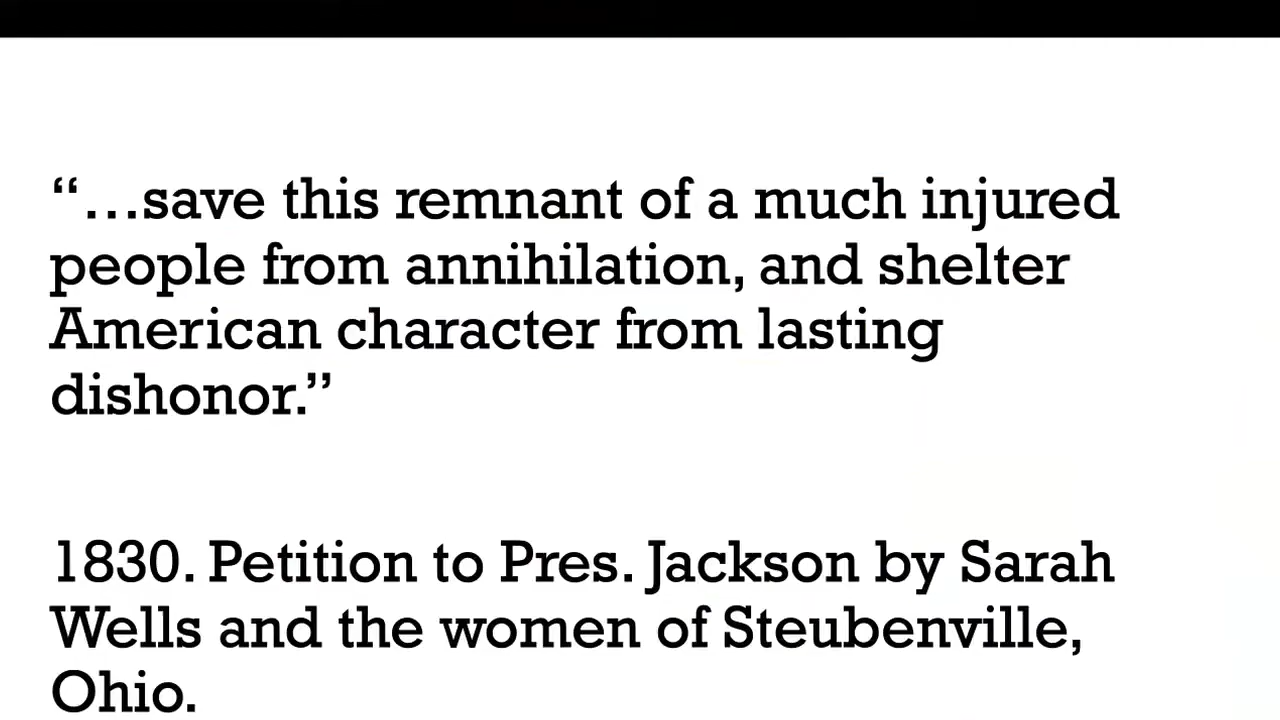 “…save this remnant of a much injured
people from annihilation, and shelter
American character from lasting
dishonor.”
1830. Petition to Pres. Jackson by Sarah
Wells and the women of Steubenville,
Ohio.